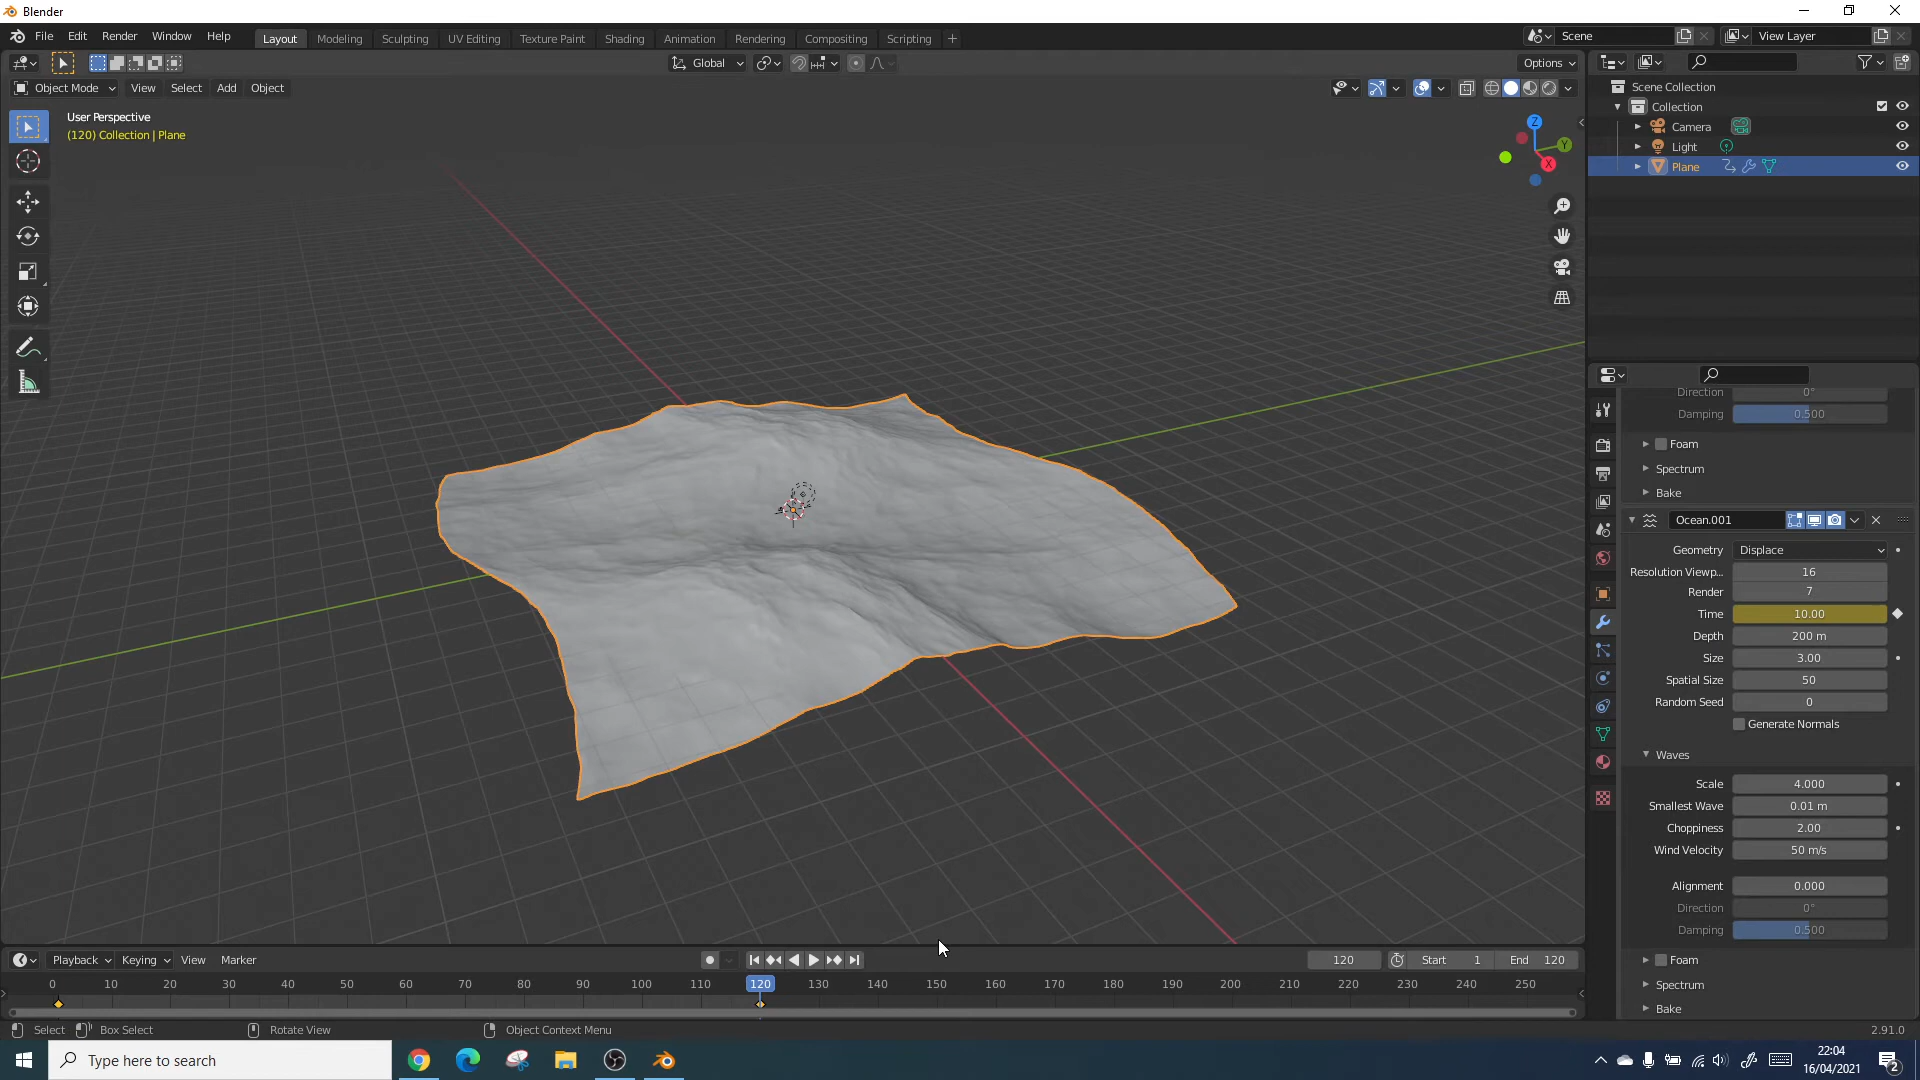 Blender
File Edit Render Window Help
Layout Modeling Sculpting UV Editing Texture Paint Shading Animation Rendering Compositing Scripting +
Scene
View Layer
Global
Options
Object Mode View Select Add Object
User Perspective
(120) Collection | Plane
Z
Y
X
Scene Collection
Collection
Camera
Light
Plane
Direction 0°
Damping 0.500
Foam
Spectrum
Bake
Ocean.001
Geometry Displace
Resolution Viewp... 16
Render 7
Time 10.00
Depth 200 m
Size 3.00
Spatial Size 50
Random Seed 0
Generate Normals
Waves
Scale 4.000
Smallest Wave 0.01 m
Choppiness 2.00
Wind Velocity 50 m/s
Alignment 0.000
Direction 0°
Damping 0.500
Foam
Spectrum
Bake
Playback Keying View Marker
120 Start 1 End 120
0 10 20 30 40 50 60 70 80 90 100 110 120 130 140 150 160 170 180 190 200 210 220 230 240 250
Select Box Select Rotate View Object Context Menu 2.91.0
Type here to search
22:04
16/04/2021
2